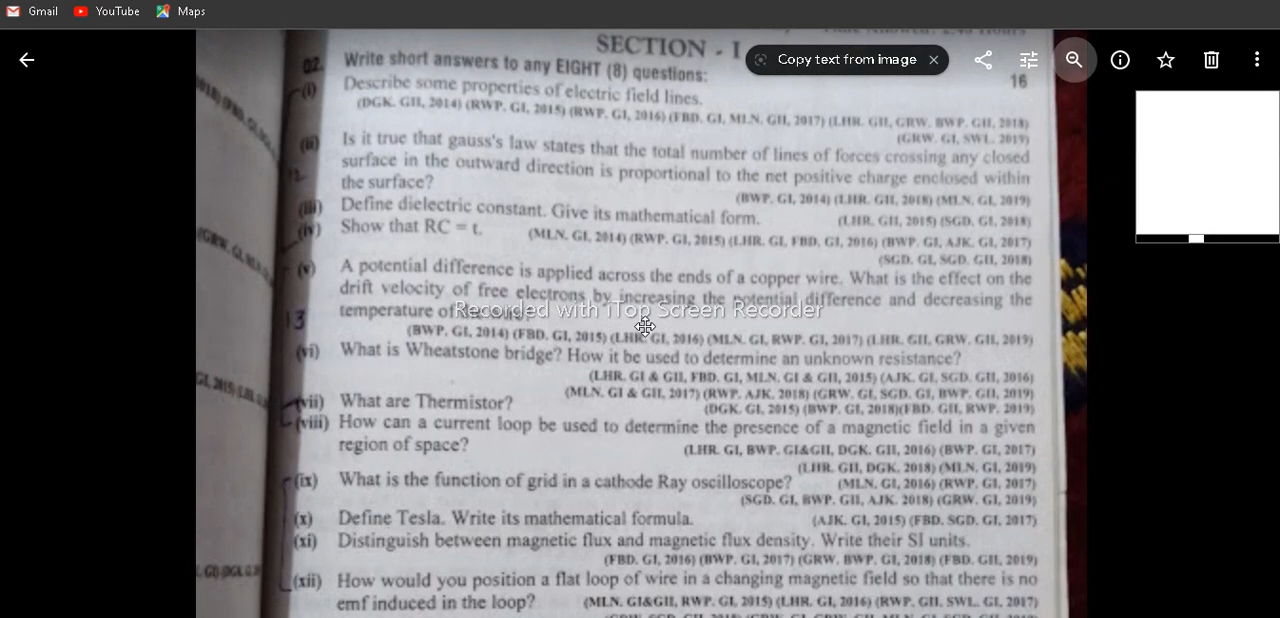 Gmail YouTube Maps
SECTION - I
Copy text from image
Q2. Write short answers to any EIGHT (8) questions: 16
(i) Describe some properties of electric field lines.
(DGK. GII, 2014) (RWP. GI, 2015) (RWP. GI, 2016) (FBD. GI, MLN. GII, 2017) (LHR. GII, GRW. BWP. GII, 2018)
(GRW. GI, SWL. 2019)
(ii) Is it true that gauss's law states that the total number of lines of forces crossing any closed
surface in the outward direction is proportional to the net positive charge enclosed within
the surface?
(BWP. GI, 2014) (LHR. GII, 2018) (MLN. GI, 2019)
(iii) Define dielectric constant. Give its mathematical form. (LHR. GII, 2015) (SGD. GI, 2018)
(iv) Show that RC = t. (MLN. GI, 2014) (RWP. GI, 2015) (LHR. GI, FBD. GI, 2016) (BWP. GI, AJK. GI, 2017)
(SGD. GI, SGD. GII, 2018)
(v) A potential difference is applied across the ends of a copper wire. What is the effect on the
drift velocity of free electrons by increasing the potential difference and decreasing the
temperature of
Recorded with iTop Screen Recorder
13
(BWP. GI, 2014) (FBD. GI, 2015) (LHR. GI, 2016) (MLN. GI, RWP. GI, 2017) (LHR. GII, GRW. GII, 2019)
(vi) What is Wheatstone bridge? How it be used to determine an unknown resistance?
(LHR. GI & GII, FBD. GI, MLN. GI & GII, 2015) (AJK. GI, SGD. GII, 2016)
(MLN. GI & GII, 2017) (RWP. AJK. 2018) (GRW. GI, SGD. GI, BWP. GII, 2019)
(vii) What are Thermistor? (DGK. GI, 2015) (BWP. GI, 2018)(FBD. GII, RWP. 2019)
(viii) How can a current loop be used to determine the presence of a magnetic field in a given
region of space? (LHR. GI, BWP. GI&GII, DGK. GII, 2016) (BWP. GI, 2017)
(LHR. GII, DGK. 2018) (MLN. GI, 2019)
(ix) What is the function of grid in a cathode Ray oscilloscope? (MLN. GI, 2016) (RWP. GI, 2017)
(SGD. GI, BWP. GII, AJK. 2018) (GRW. GI, 2019)
(x) Define Tesla. Write its mathematical formula. (AJK. GI, 2015) (FBD. SGD. GI, 2017)
(xi) Distinguish between magnetic flux and magnetic flux density. Write their SI units.
(FBD. GI, 2016) (BWP. GI, 2017) (GRW. BWP. GI, 2018) (FBD. GII, 2019)
(xii) How would you position a flat loop of wire in a changing magnetic field so that there is no
emf induced in the loop? (MLN. GI&GII, RWP. GI, 2015) (LHR. GI, 2016) (RWP. GII, SWL. GI, 2017)